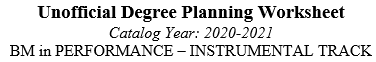 Unofficial Degree Planning Worksheet
Catalog Year: 2020-2021
BM in PERFORMANCE – INSTRUMENTAL TRACK